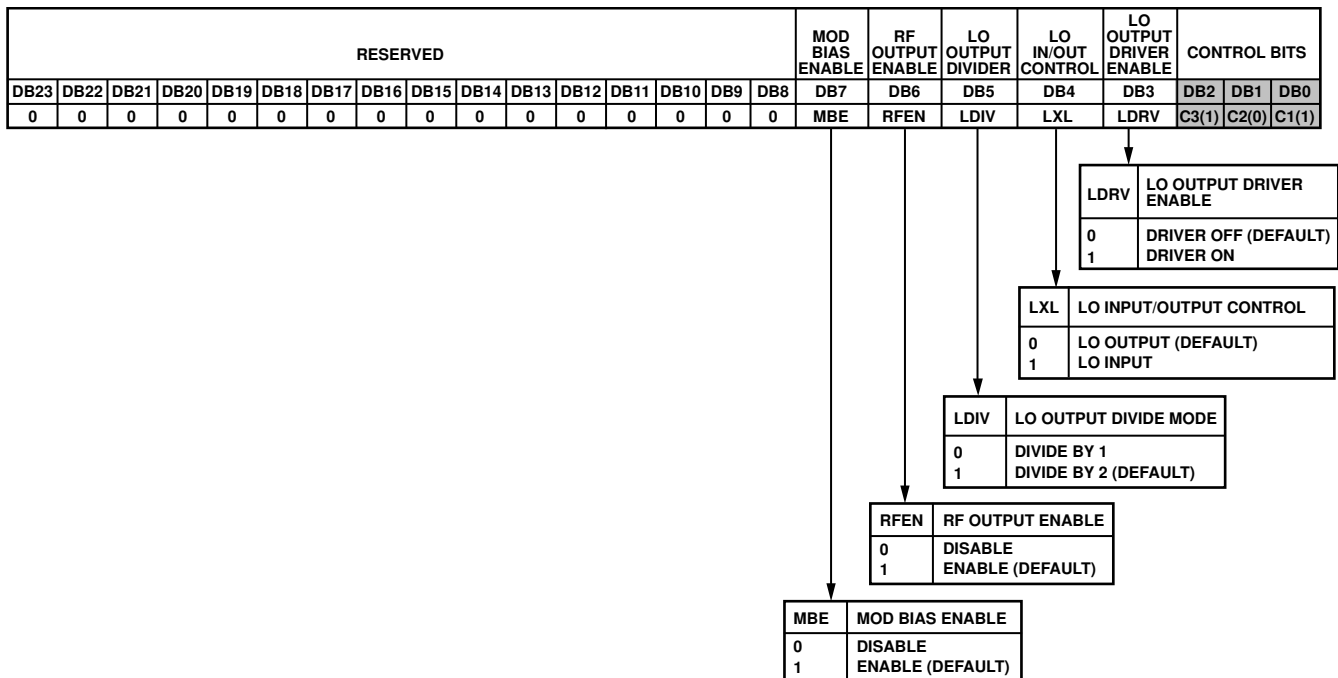 RESERVED
MOD BIAS ENABLE
RF OUTPUT ENABLE
LO OUTPUT DIVIDER
LO IN/OUT CONTROL
LO OUTPUT DRIVER ENABLE
CONTROL BITS
DB23 DB22 DB21 DB20 DB19 DB18 DB17 DB16 DB15 DB14 DB13 DB12 DB11 DB10 DB9 DB8 DB7 DB6 DB5 DB4 DB3 DB2 DB1 DB0
0 0 0 0 0 0 0 0 0 0 0 0 0 0 0 0 MBE RFEN LDIV LXL LDRV C3(1) C2(0) C1(1)
LDRV LO OUTPUT DRIVER ENABLE
0 DRIVER OFF (DEFAULT)
1 DRIVER ON
LXL LO INPUT/OUTPUT CONTROL
0 LO OUTPUT (DEFAULT)
1 LO INPUT
LDIV LO OUTPUT DIVIDE MODE
0 DIVIDE BY 1
1 DIVIDE BY 2 (DEFAULT)
RFEN RF OUTPUT ENABLE
0 DISABLE
1 ENABLE (DEFAULT)
MBE MOD BIAS ENABLE
0 DISABLE
1 ENABLE (DEFAULT)